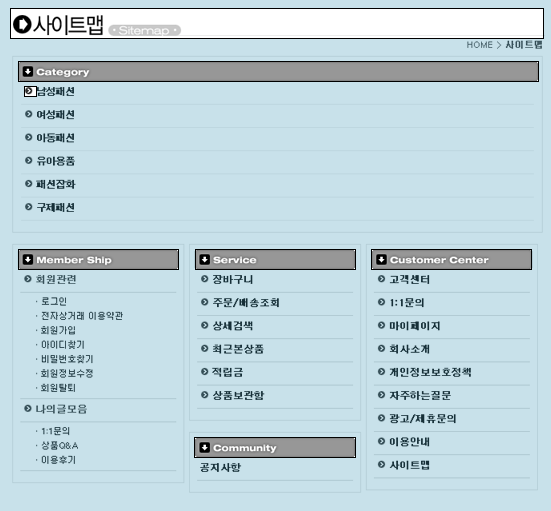 사이트맵 · Sitemap ·
HOME > 사이트맵
Category
남성패션
여성패션
아동패션
유아용품
패션잡화
구제패션
Member Ship
회원관련
· 로그인
· 전자상거래 이용약관
· 회원가입
· 아이디찾기
· 비밀번호찾기
· 회원정보수정
· 회원탈퇴
나의글모음
· 1:1문의
· 상품Q&A
· 이용후기
Service
장바구니
주문/배송조회
상세검색
최근본상품
적립금
상품보관함
Community
공지사항
Customer Center
고객센터
1:1문의
마이페이지
회사소개
개인정보보호정책
자주하는질문
광고/제휴문의
이용안내
사이트맵